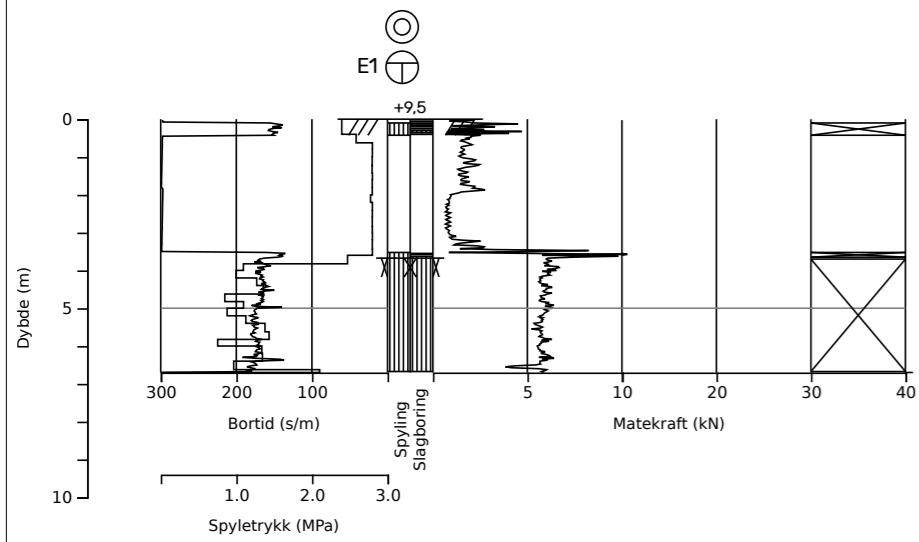 E1
+9,5
0
5
10
Dybde (m)
300 200 100
Bortid (s/m)
Spyling
Slagboring
5 10 20 30 40
Matekraft (kN)
1.0 2.0 3.0
Spyletrykk (MPa)